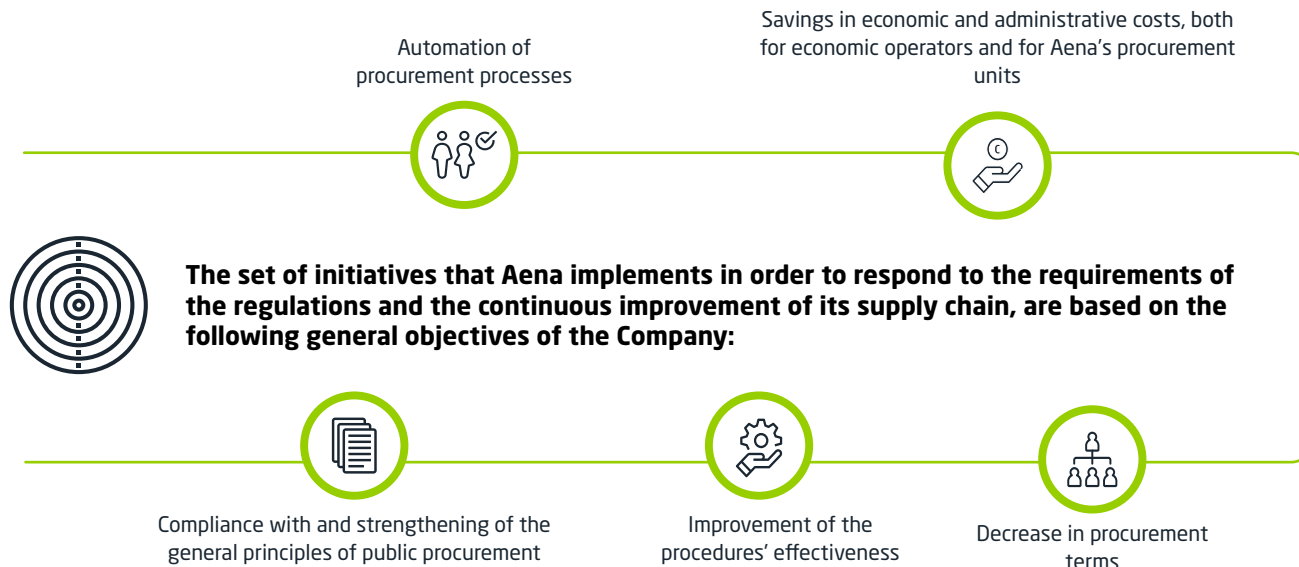 Automation of
procurement processes
Savings in economic and administrative costs, both
for economic operators and for Aena's procurement
units
The set of initiatives that Aena implements in order to respond to the requirements of
the regulations and the continuous improvement of its supply chain, are based on the
following general objectives of the Company:
Compliance with and strengthening of the
general principles of public procurement
Improvement of the
procedures' effectiveness
Decrease in procurement
terms